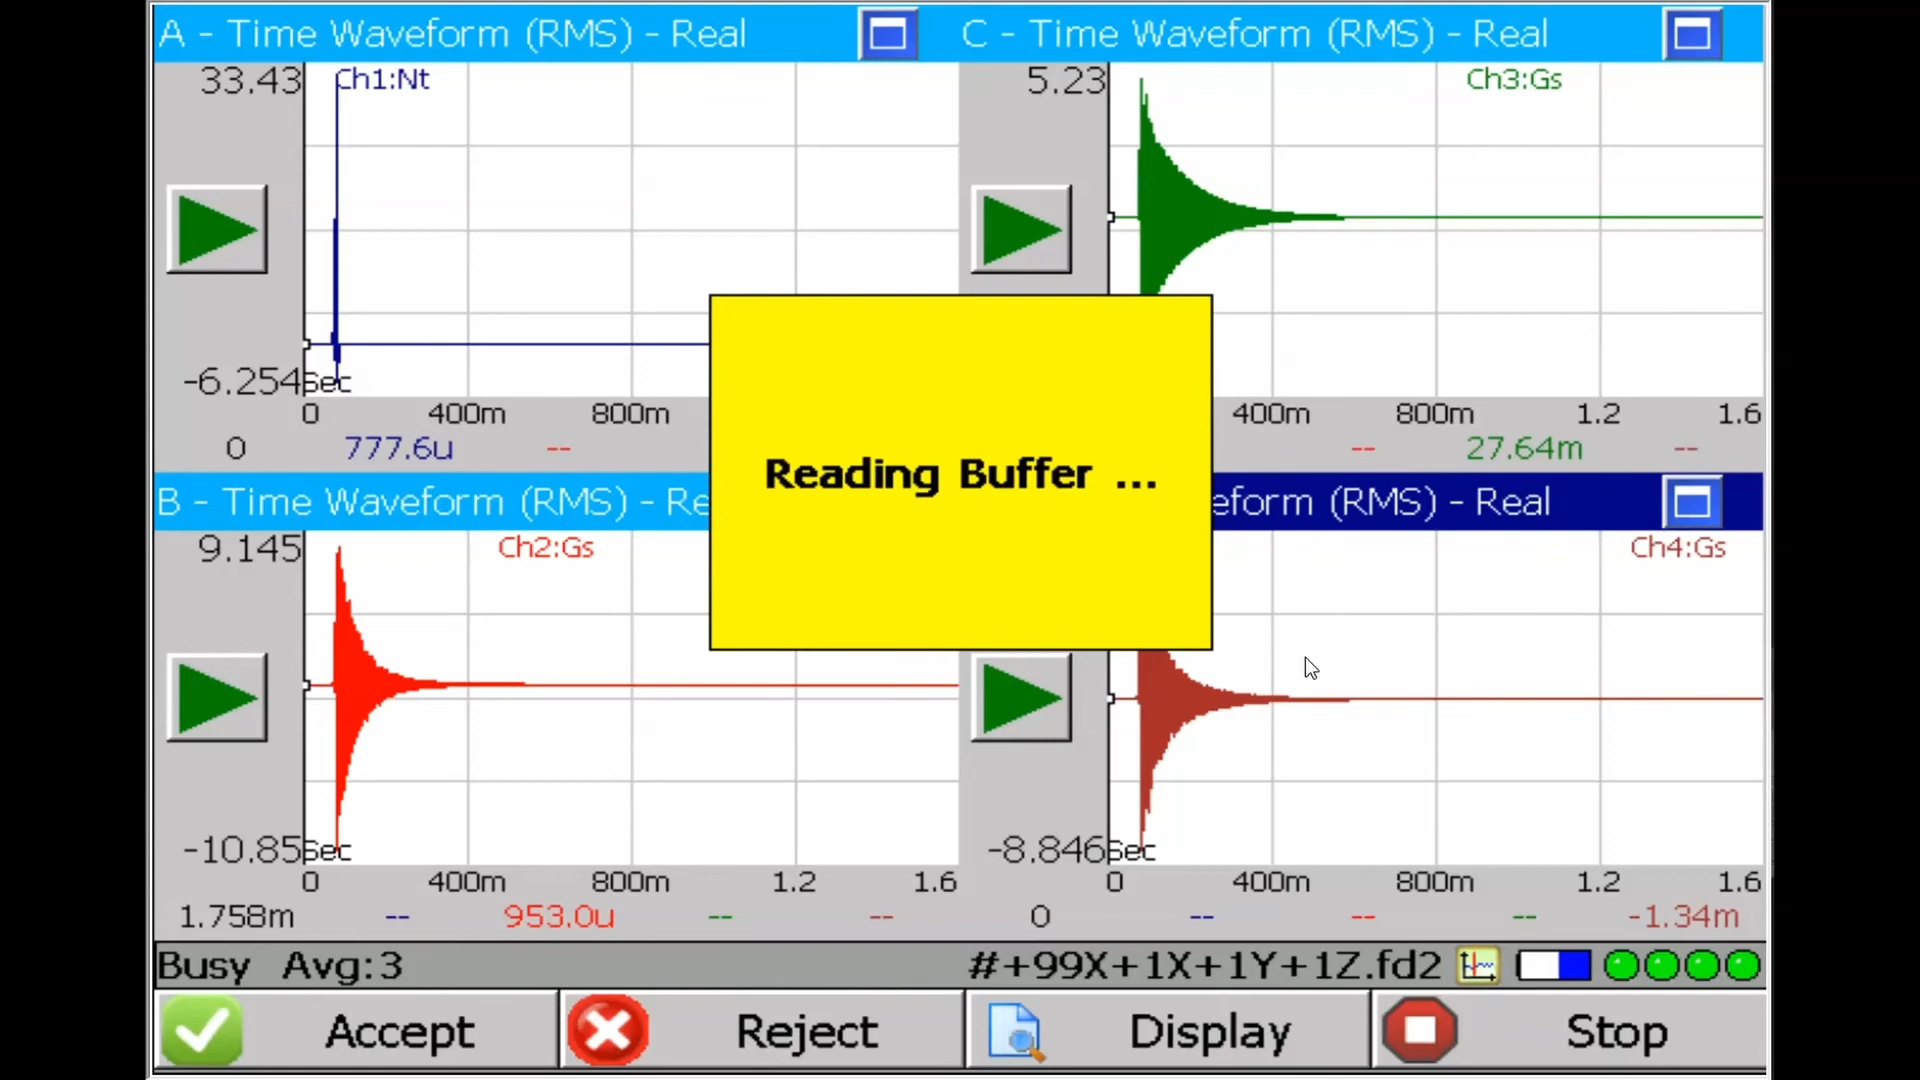 A - Time Waveform (RMS) - Real
33.43
Ch1:Nt
-6.254
Sec
0 400m 800m
0 777.6u --
C - Time Waveform (RMS) - Real
5.23
Ch3:Gs
400m 800m 1.2 1.6
-- 27.64m --
Reading Buffer ...
B - Time Waveform (RMS) - Re
9.145
Ch2:Gs
-10.85
Sec
0 400m 800m 1.2 1.6
1.758m -- 953.0u -- --
eform (RMS) - Real
Ch4:Gs
-8.846
Sec
0 400m 800m 1.2 1.6
0 -- -- -- -1.34m
Busy Avg:3
#+99X+1X+1Y+1Z.fd2
Accept
Reject
Display
Stop